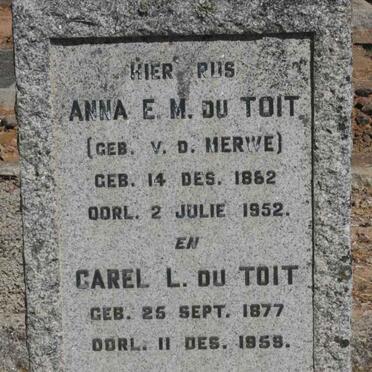 HIER RUS
ANNA E. M. DU TOIT
(GEB. V. D. MERWE)
GEB. 14 DES. 1882
OORL. 2 JULIE 1952.
EN
CAREL L. DU TOIT
GEB. 25 SEPT. 1877
OORL. 11 DES. 1959.